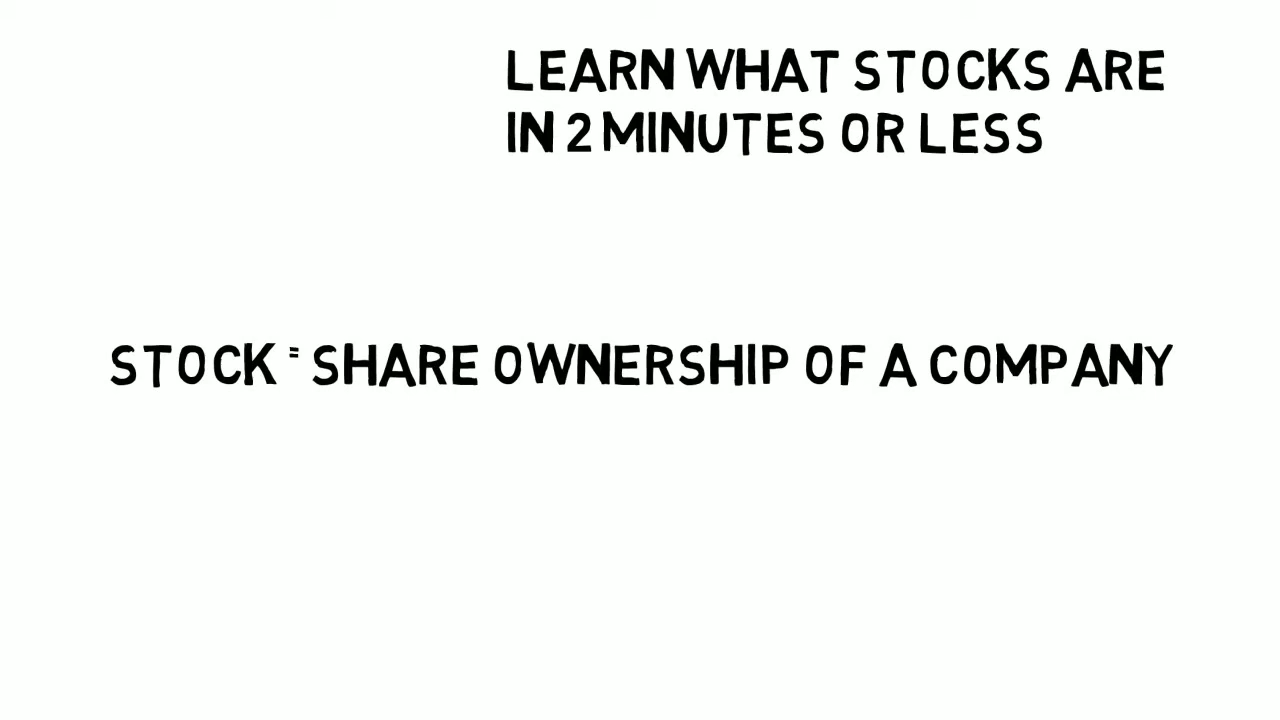 LEARN WHAT STOCKS ARE
IN 2 MINUTES OR LESS
STOCK = SHARE OWNERSHIP OF A COMPANY